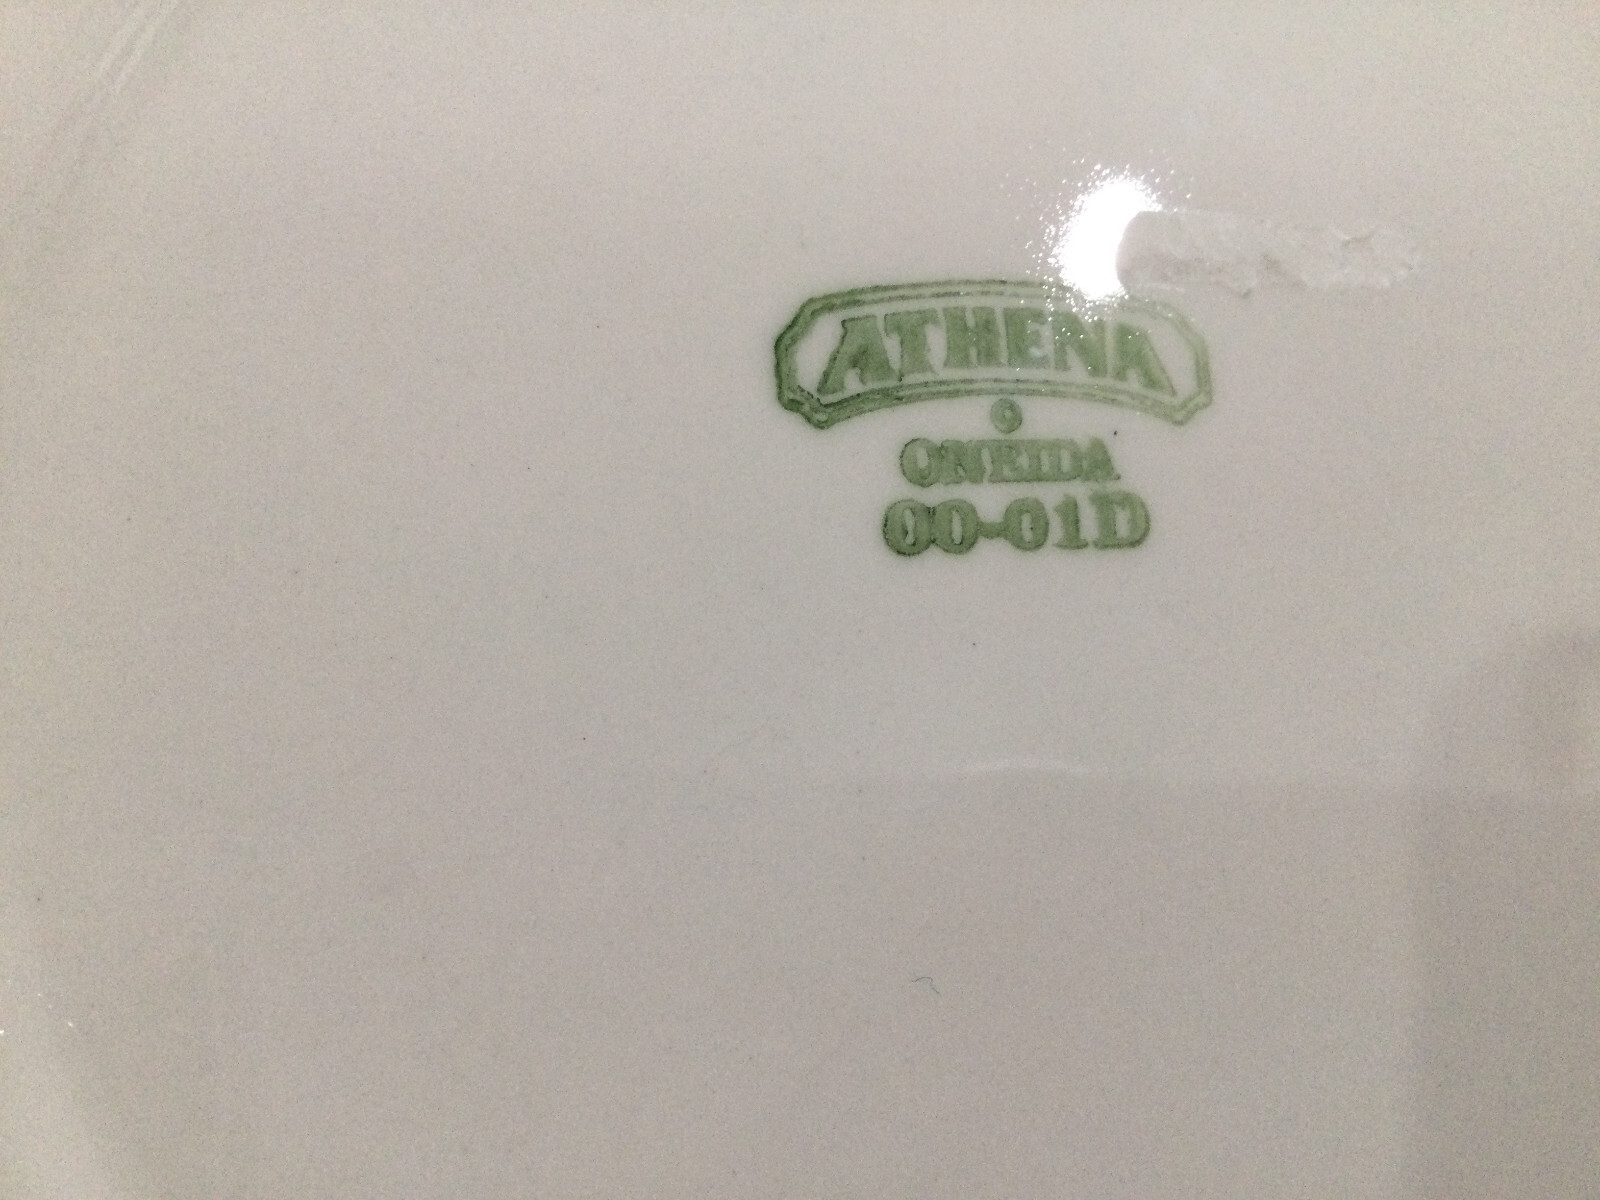 ATHENA
©
ONEIDA
00-01D